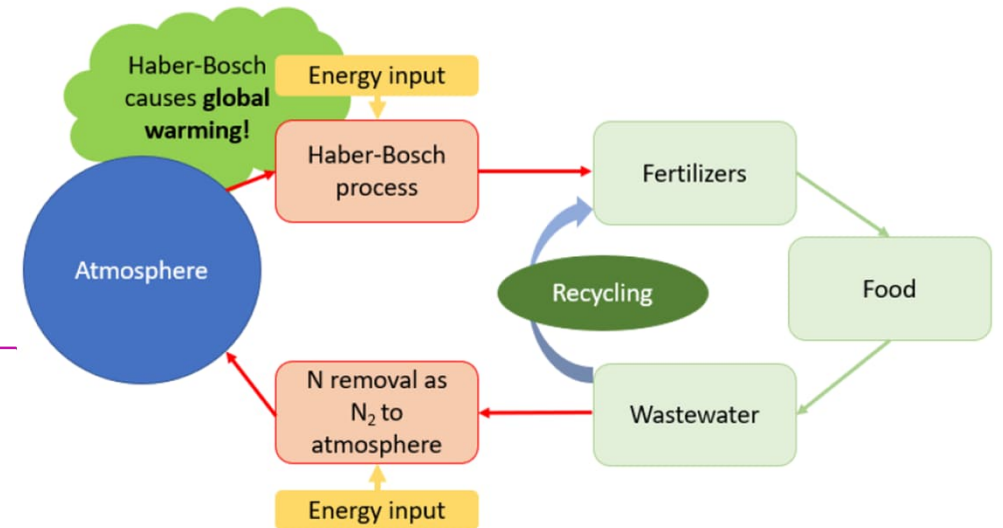 Haber-Bosch
causes global
warming!
Energy input
Haber-Bosch
process
Fertilizers
Atmosphere
Food
Recycling
N removal as
N₂ to
atmosphere
Wastewater
Energy input